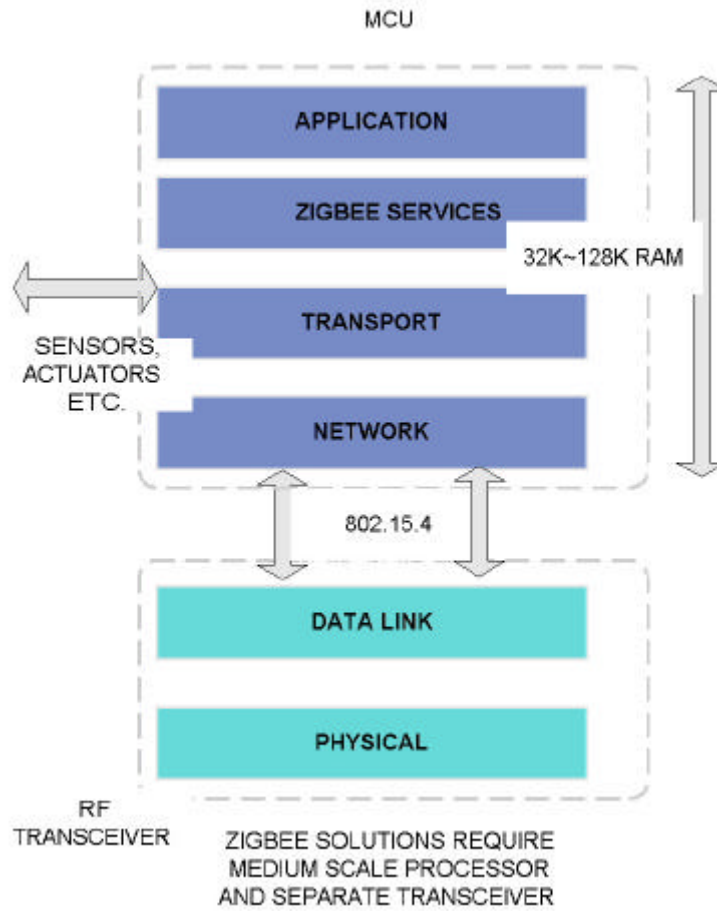 MCU
APPLICATION
ZIGBEE SERVICES
32K~128K RAM
TRANSPORT
SENSORS,
ACTUATORS
ETC.
NETWORK
802.15.4
DATA LINK
PHYSICAL
RF
TRANSCEIVER
ZIGBEE SOLUTIONS REQUIRE
MEDIUM SCALE PROCESSOR
AND SEPARATE TRANSCEIVER